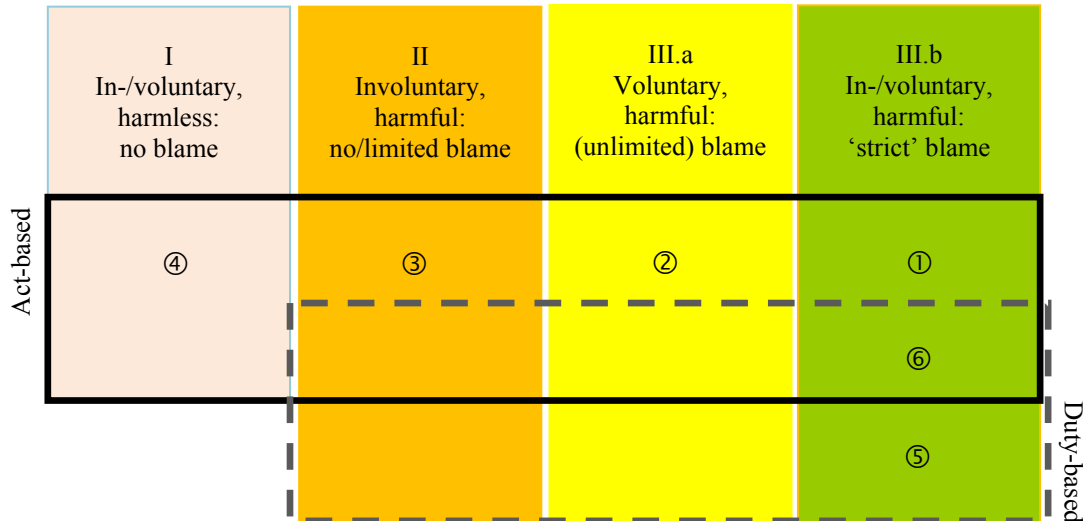 I
In-/voluntary,
harmless:
no blame
II
Involuntary,
harmful:
no/limited blame
III.a
Voluntary,
harmful:
(unlimited) blame
III.b
In-/voluntary,
harmful:
‘strict’ blame
Act-based
④
③
②
①
⑥
⑤
Duty-based